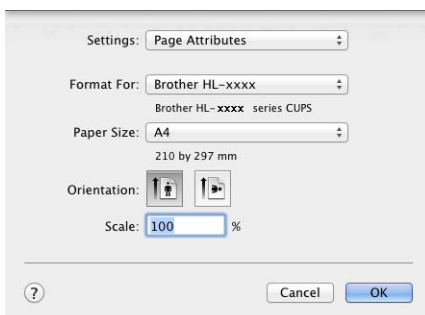 Settings: Page Attributes
Format For: Brother HL-xxxx
Brother HL-xxxx series CUPS
Paper Size: A4
210 by 297 mm
Orientation:
Scale: 100 %
? Cancel OK